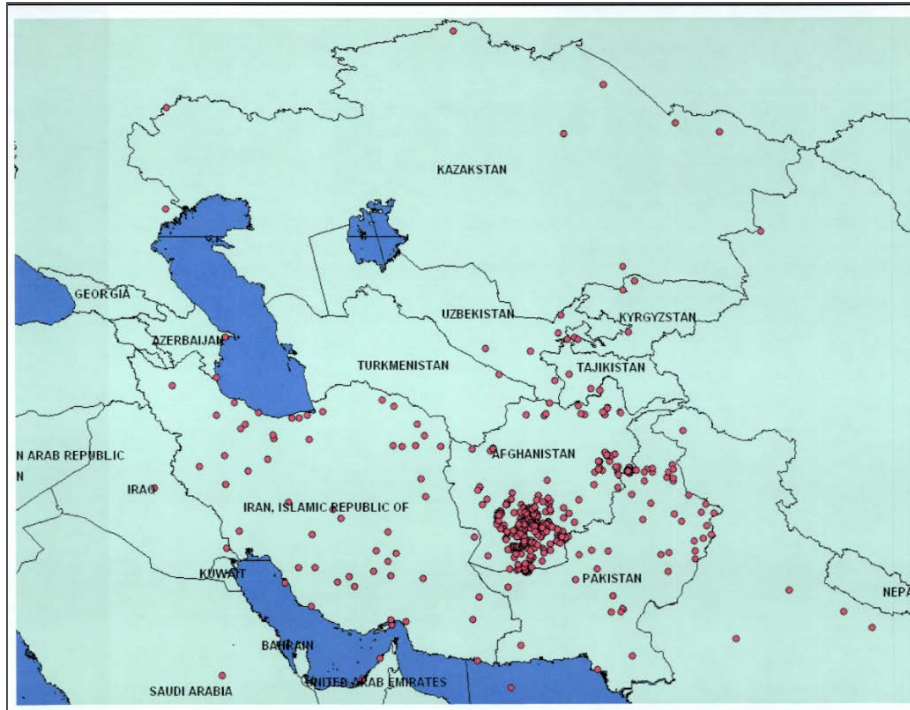 KAZAKSTAN
GEORGIA
UZBEKISTAN
KYRGYZSTAN
AZERBAIJAN
TURKMENISTAN
TAJIKISTAN
N ARAB REPUBLIC
N
AFGHANISTAN
IRAQ
IRAN, ISLAMIC REPUBLIC OF
KUWAIT
PAKISTAN
NEPA
BAHRAIN
UNITED ARAB EMIRATES
SAUDI ARABIA